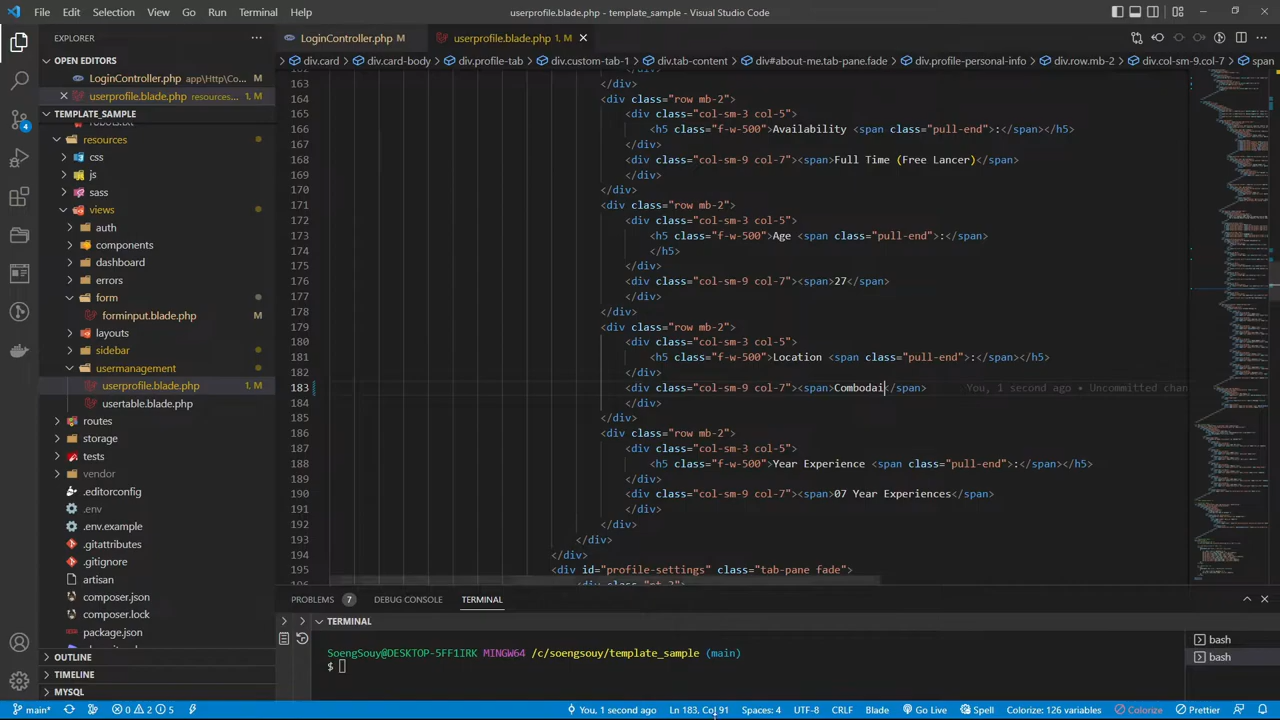 File Edit Selection View Go Run Terminal Help
userprofile.blade.php - template_sample - Visual Studio Code
EXPLORER
OPEN EDITORS
LoginController.php app\Http\Co... M
userprofile.blade.php resources... 1, M
TEMPLATE_SAMPLE
resources
css
js
sass
views
auth
components
dashboard
errors
form
forminput.blade.php M
layouts
sidebar
usermanagement
userprofile.blade.php 1, M
usertable.blade.php
routes
storage
tests
vendor
.editorconfig
.env
.env.example
.gitattributes
.gitignore
artisan
composer.json
composer.lock
package.json
OUTLINE
TIMELINE
MYSQL
LoginController.php M
userprofile.blade.php 1, M
div.card div.card-body div.profile-tab div.custom-tab-1 div.tab-content div#about-me.tab-pane.fade div.profile-personal-info div.row.mb-2 div.col-sm-9.col-7 span
163 </div>
164 <div class="row mb-2">
165 <div class="col-sm-3 col-5">
166 <h5 class="f-w-500">Availability <span class="pull-end">:</span></h5>
167 </div>
168 <div class="col-sm-9 col-7"><span>Full Time (Free Lancer)</span>
169 </div>
170 </div>
171 <div class="row mb-2">
172 <div class="col-sm-3 col-5">
173 <h5 class="f-w-500">Age <span class="pull-end">:</span>
174 </h5>
175 </div>
176 <div class="col-sm-9 col-7"><span>27</span>
177 </div>
178 </div>
179 <div class="row mb-2">
180 <div class="col-sm-3 col-5">
181 <h5 class="f-w-500">Location <span class="pull-end">:</span></h5>
182 </div>
183 <div class="col-sm-9 col-7"><span>Combodai</span> You, 1 second ago • Uncommitted chan
184 </div>
185 </div>
186 <div class="row mb-2">
187 <div class="col-sm-3 col-5">
188 <h5 class="f-w-500">Year Experience <span class="pull-end">:</span></h5>
189 </div>
190 <div class="col-sm-9 col-7"><span>07 Year Experiences</span>
191 </div>
192 </div>
193 </div>
194 </div>
195 <div id="profile-settings" class="tab-pane fade">
PROBLEMS 7 DEBUG CONSOLE TERMINAL
TERMINAL
SoengSouy@DESKTOP-5FF1IRK MINGW64 /c/soengsouy/template_sample (main)
$
bash
bash
main* 0 2 5 You, 1 second ago Ln 183, Col 91 Spaces: 4 UTF-8 CRLF Blade Go Live Spell Colorize: 126 variables Colorize Prettier